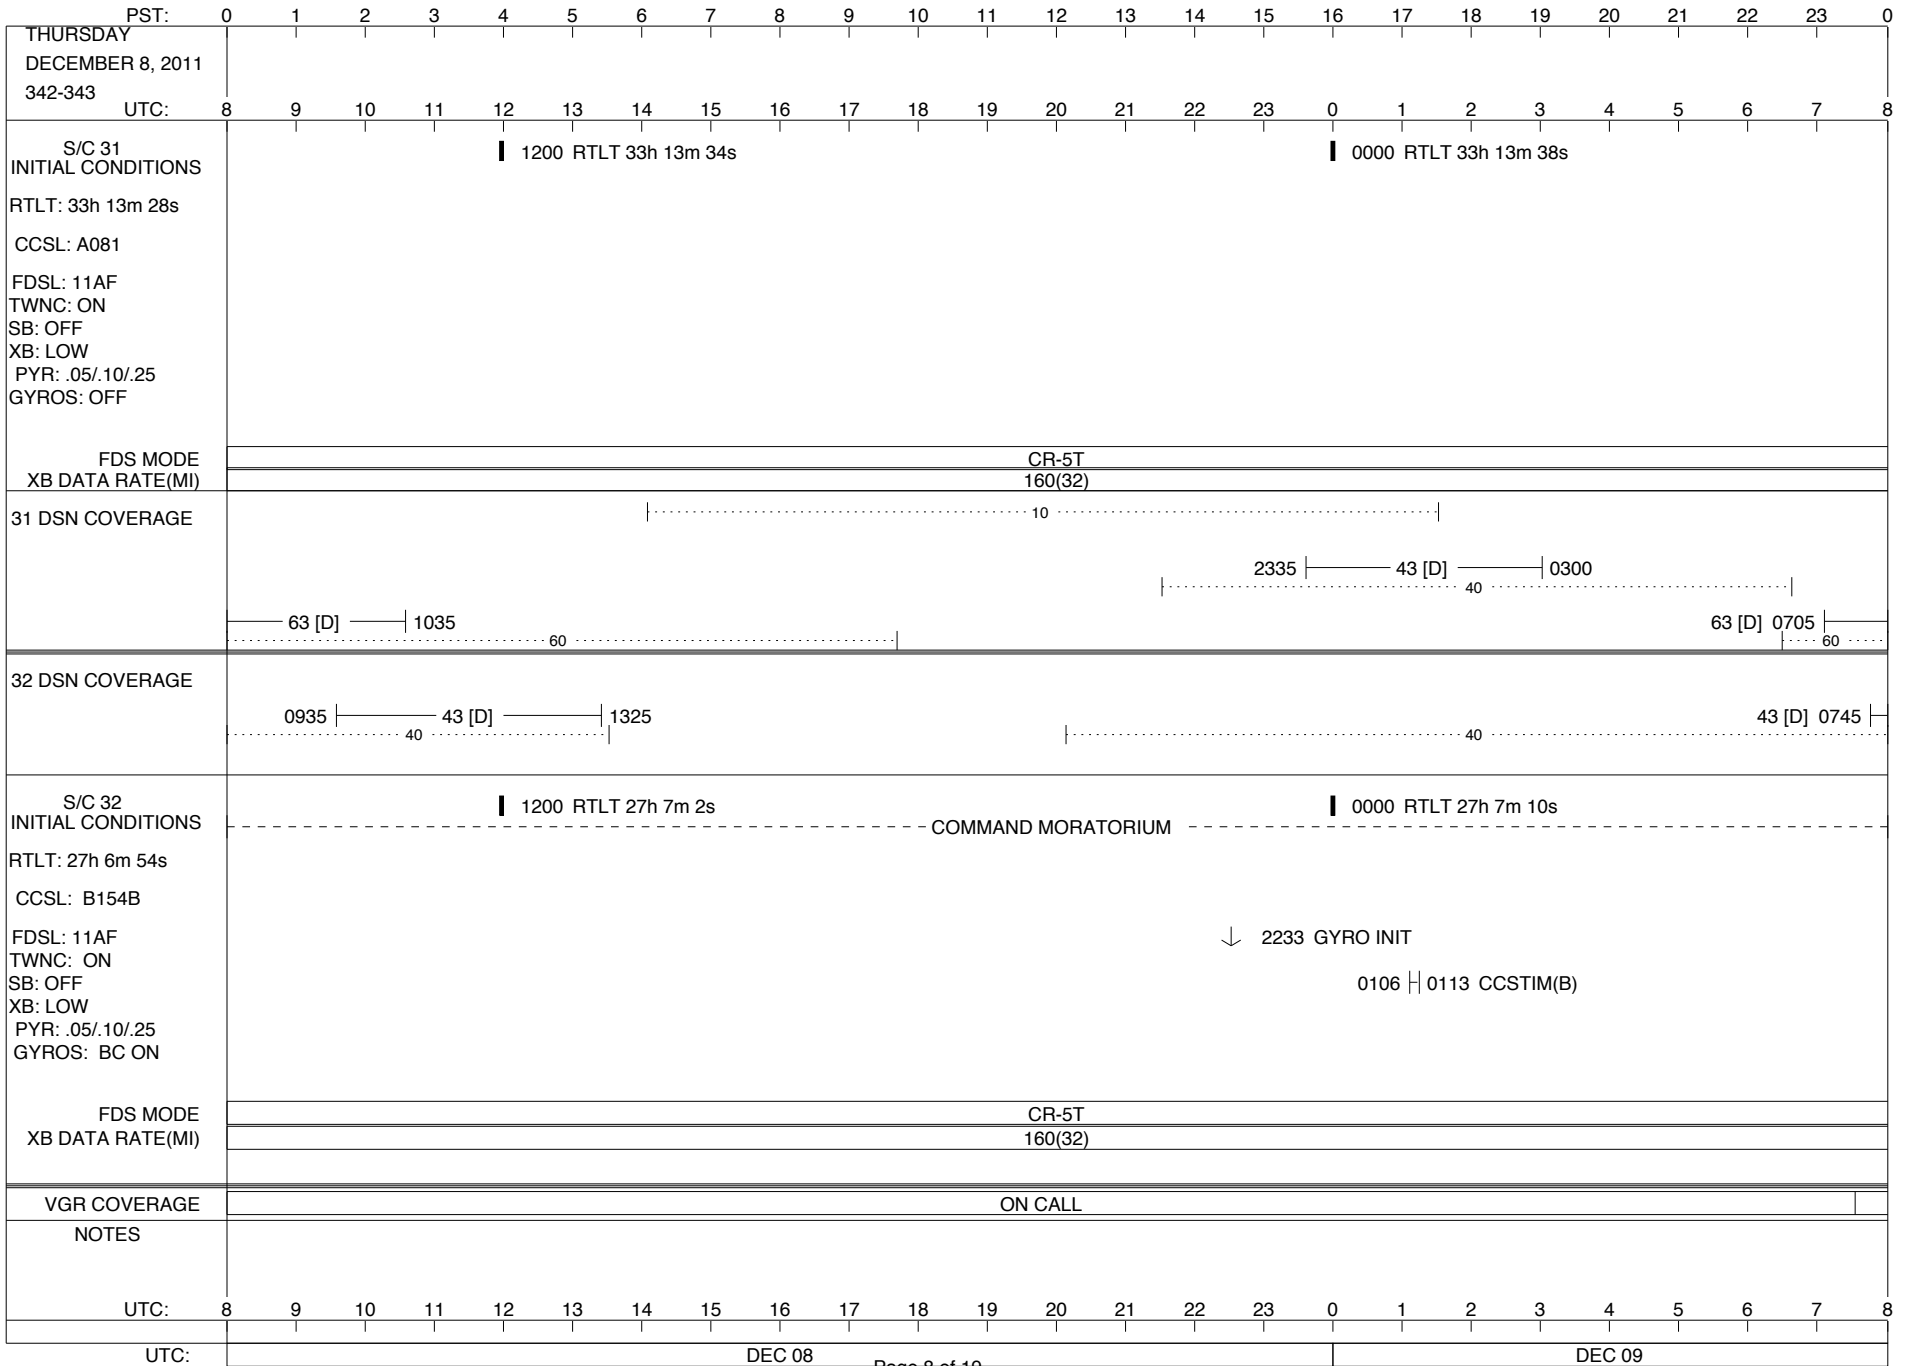 PST: 0 1 2 3 4 5 6 7 8 9 10 11 12 13 14 15 16 17 18 19 20 21 22 23 0
THURSDAY
DECEMBER 8, 2011
342-343
UTC: 8 9 10 11 12 13 14 15 16 17 18 19 20 21 22 23 0 1 2 3 4 5 6 7 8
S/C 31
INITIAL CONDITIONS
1200 RTLT 33h 13m 34s
0000 RTLT 33h 13m 38s
RTLT: 33h 13m 28s
CCSL: A081
FDSL: 11AF
TWNC: ON
SB: OFF
XB: LOW
PYR: .05/.10/.25
GYROS: OFF
FDS MODE CR-5T
XB DATA RATE(MI) 160(32)
31 DSN COVERAGE
10
2335 43 [D] 0300
40
63 [D] 1035
63 [D] 0705
60
60
32 DSN COVERAGE
0935 43 [D] 1325
43 [D] 0745
40
40
S/C 32
INITIAL CONDITIONS
1200 RTLT 27h 7m 2s
0000 RTLT 27h 7m 10s
COMMAND MORATORIUM
RTLT: 27h 6m 54s
CCSL: B154B
FDSL: 11AF
TWNC: ON
SB: OFF
XB: LOW
PYR: .05/.10/.25
GYROS: BC ON
2233 GYRO INIT
0106 0113 CCSTIM(B)
FDS MODE CR-5T
XB DATA RATE(MI) 160(32)
VGR COVERAGE ON CALL
NOTES
UTC: 8 9 10 11 12 13 14 15 16 17 18 19 20 21 22 23 0 1 2 3 4 5 6 7 8
UTC: DEC 08 DEC 09
Page 8 of 19